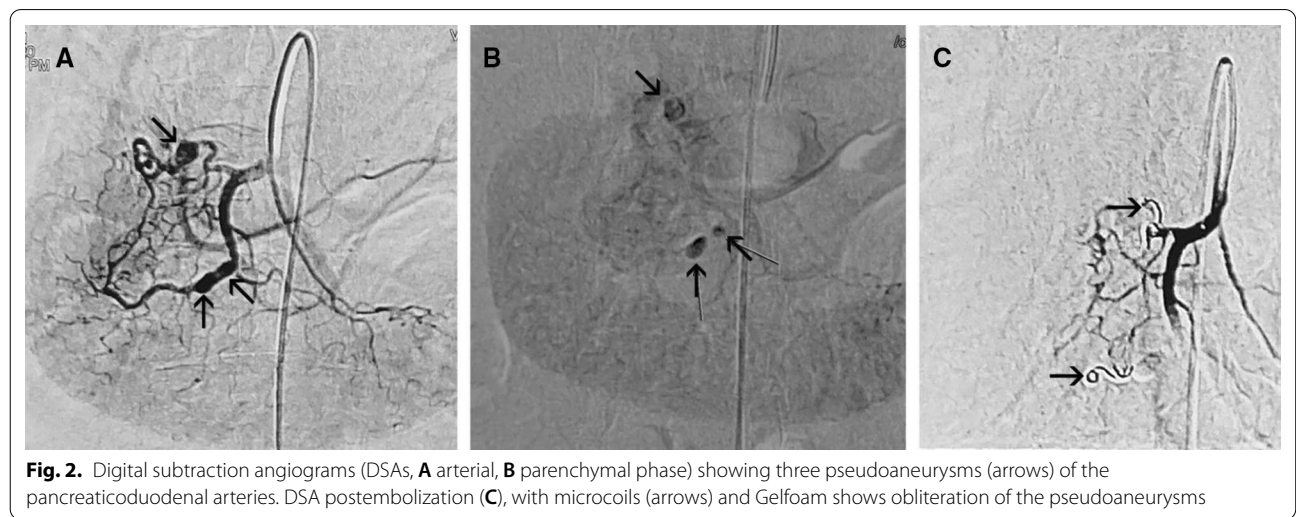 PM
A
B
C
Fig. 2. Digital subtraction angiograms (DSAs, A arterial, B parenchymal phase) showing three pseudoaneurysms (arrows) of the
pancreaticoduodenal arteries. DSA postembolization (C), with microcoils (arrows) and Gelfoam shows obliteration of the pseudoaneurysms